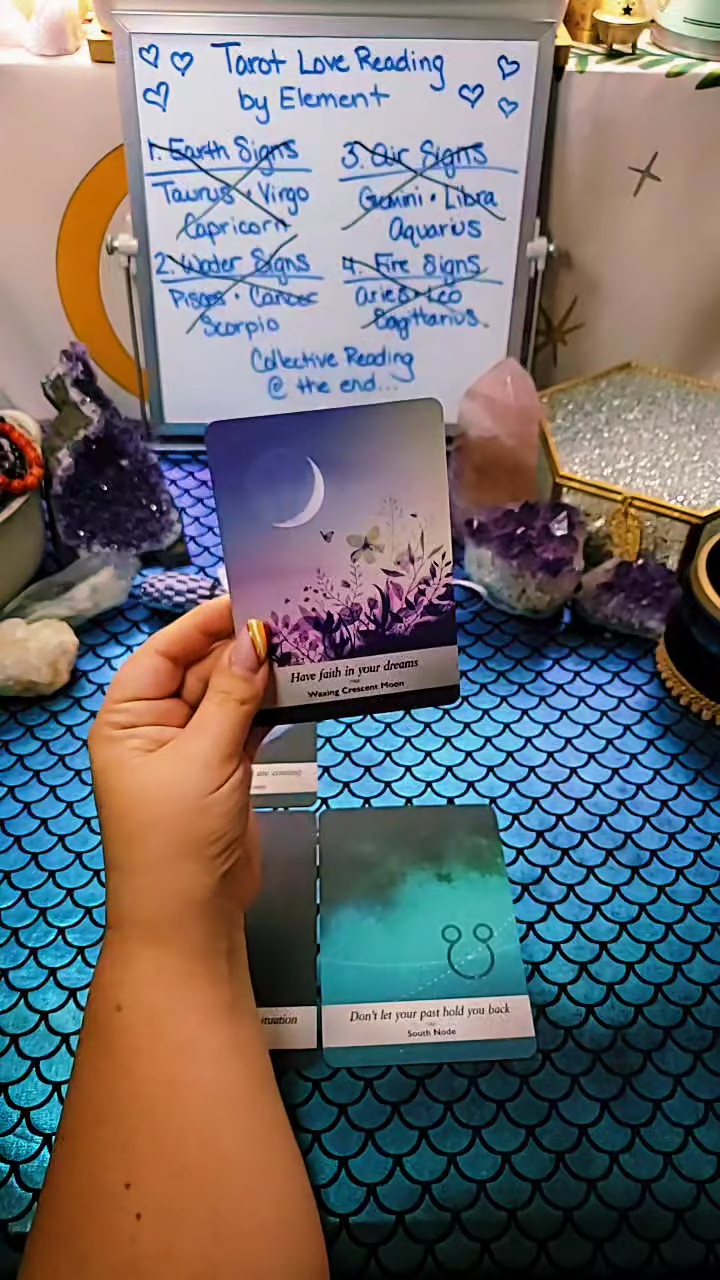 Tarot Love Reading
by Element
1. Earth Signs
Taurus • Virgo
Capricorn
2. Water Signs
Pisces • Cancer
Scorpio
3. Air Signs
Gemini • Libra
Aquarius
4. Fire Signs
Aries • Leo
Sagittarius
Collective Reading
@ the end...
Have faith in your dreams
Waxing Crescent Moon
Don't let your past hold you back
South Node